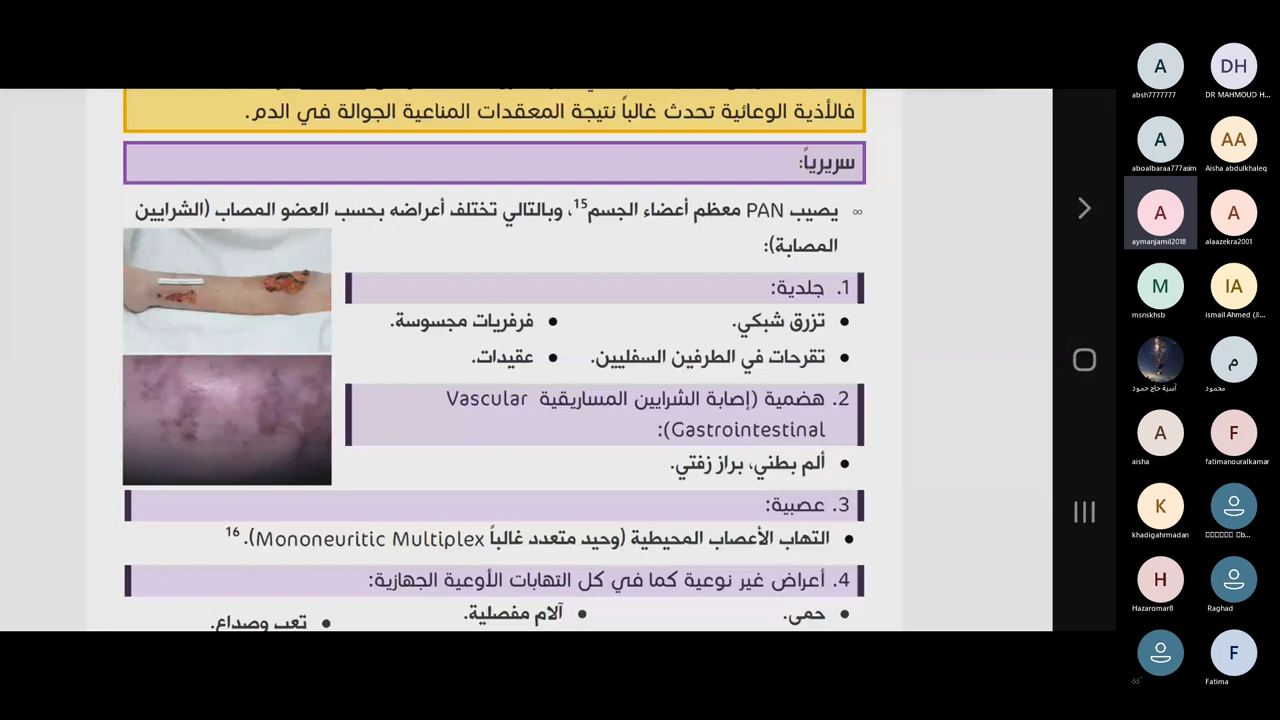 فالأذية الوعائية تحدث غالباً نتيجة المعقدات المناعية الجوالة في الدم.
سريرياً:
∞ يصيب PAN معظم أعضاء الجسم15، وبالتالي تختلف أعراضه بحسب العضو المصاب (الشرايين
المصابة):
1. جلدية:
● تزرق شبكي. ● فرفريات مجسوسة.
● تقرحات في الطرفين السفليين. ● عقيدات.
2. هضمية (إصابة الشرايين المساريقية Vascular
Gastrointestinal):
● ألم بطني، براز زفتي.
3. عصبية:
● التهاب الأعصاب المحيطية (وحيد متعدد غالباً Mononeuritic Multiplex). 16
4. أعراض غير نوعية كما في كل التهابات الأوعية الجهازية:
● حمى. ● آلام مفصلية. ● تعب وصداع.
A DH
absh7777777 DR MAHMOUD H...
A AA
aboalbaraa777asim Aisha abdulkhaleq
A A
aymanjamil2018 alaazekra2001
M IA
msnskhsb ismail Ahmed (JI...
م
آسية حاج حمود محمود
A F
aisha fatimanouralkamar
K
khadigahrmadan
H
Hazaromar8 Raghad
F
Fatima